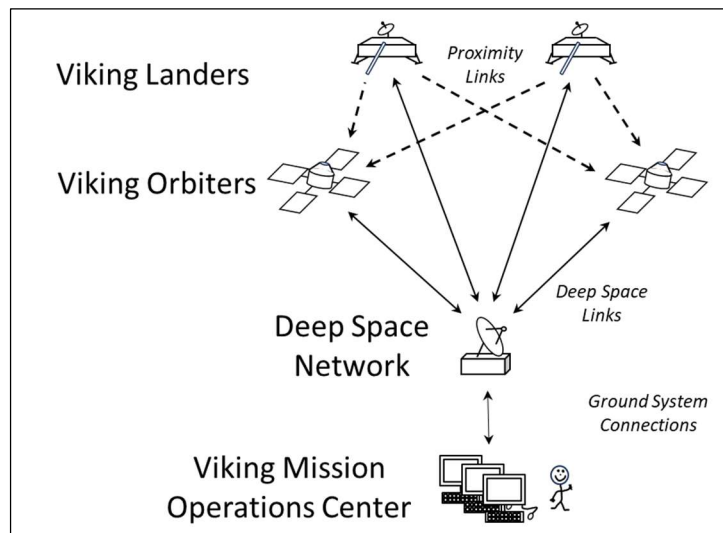 Viking Landers
Proximity
Links
Viking Orbiters
Deep Space
Links
Deep Space
Network
Ground System
Connections
Viking Mission
Operations Center